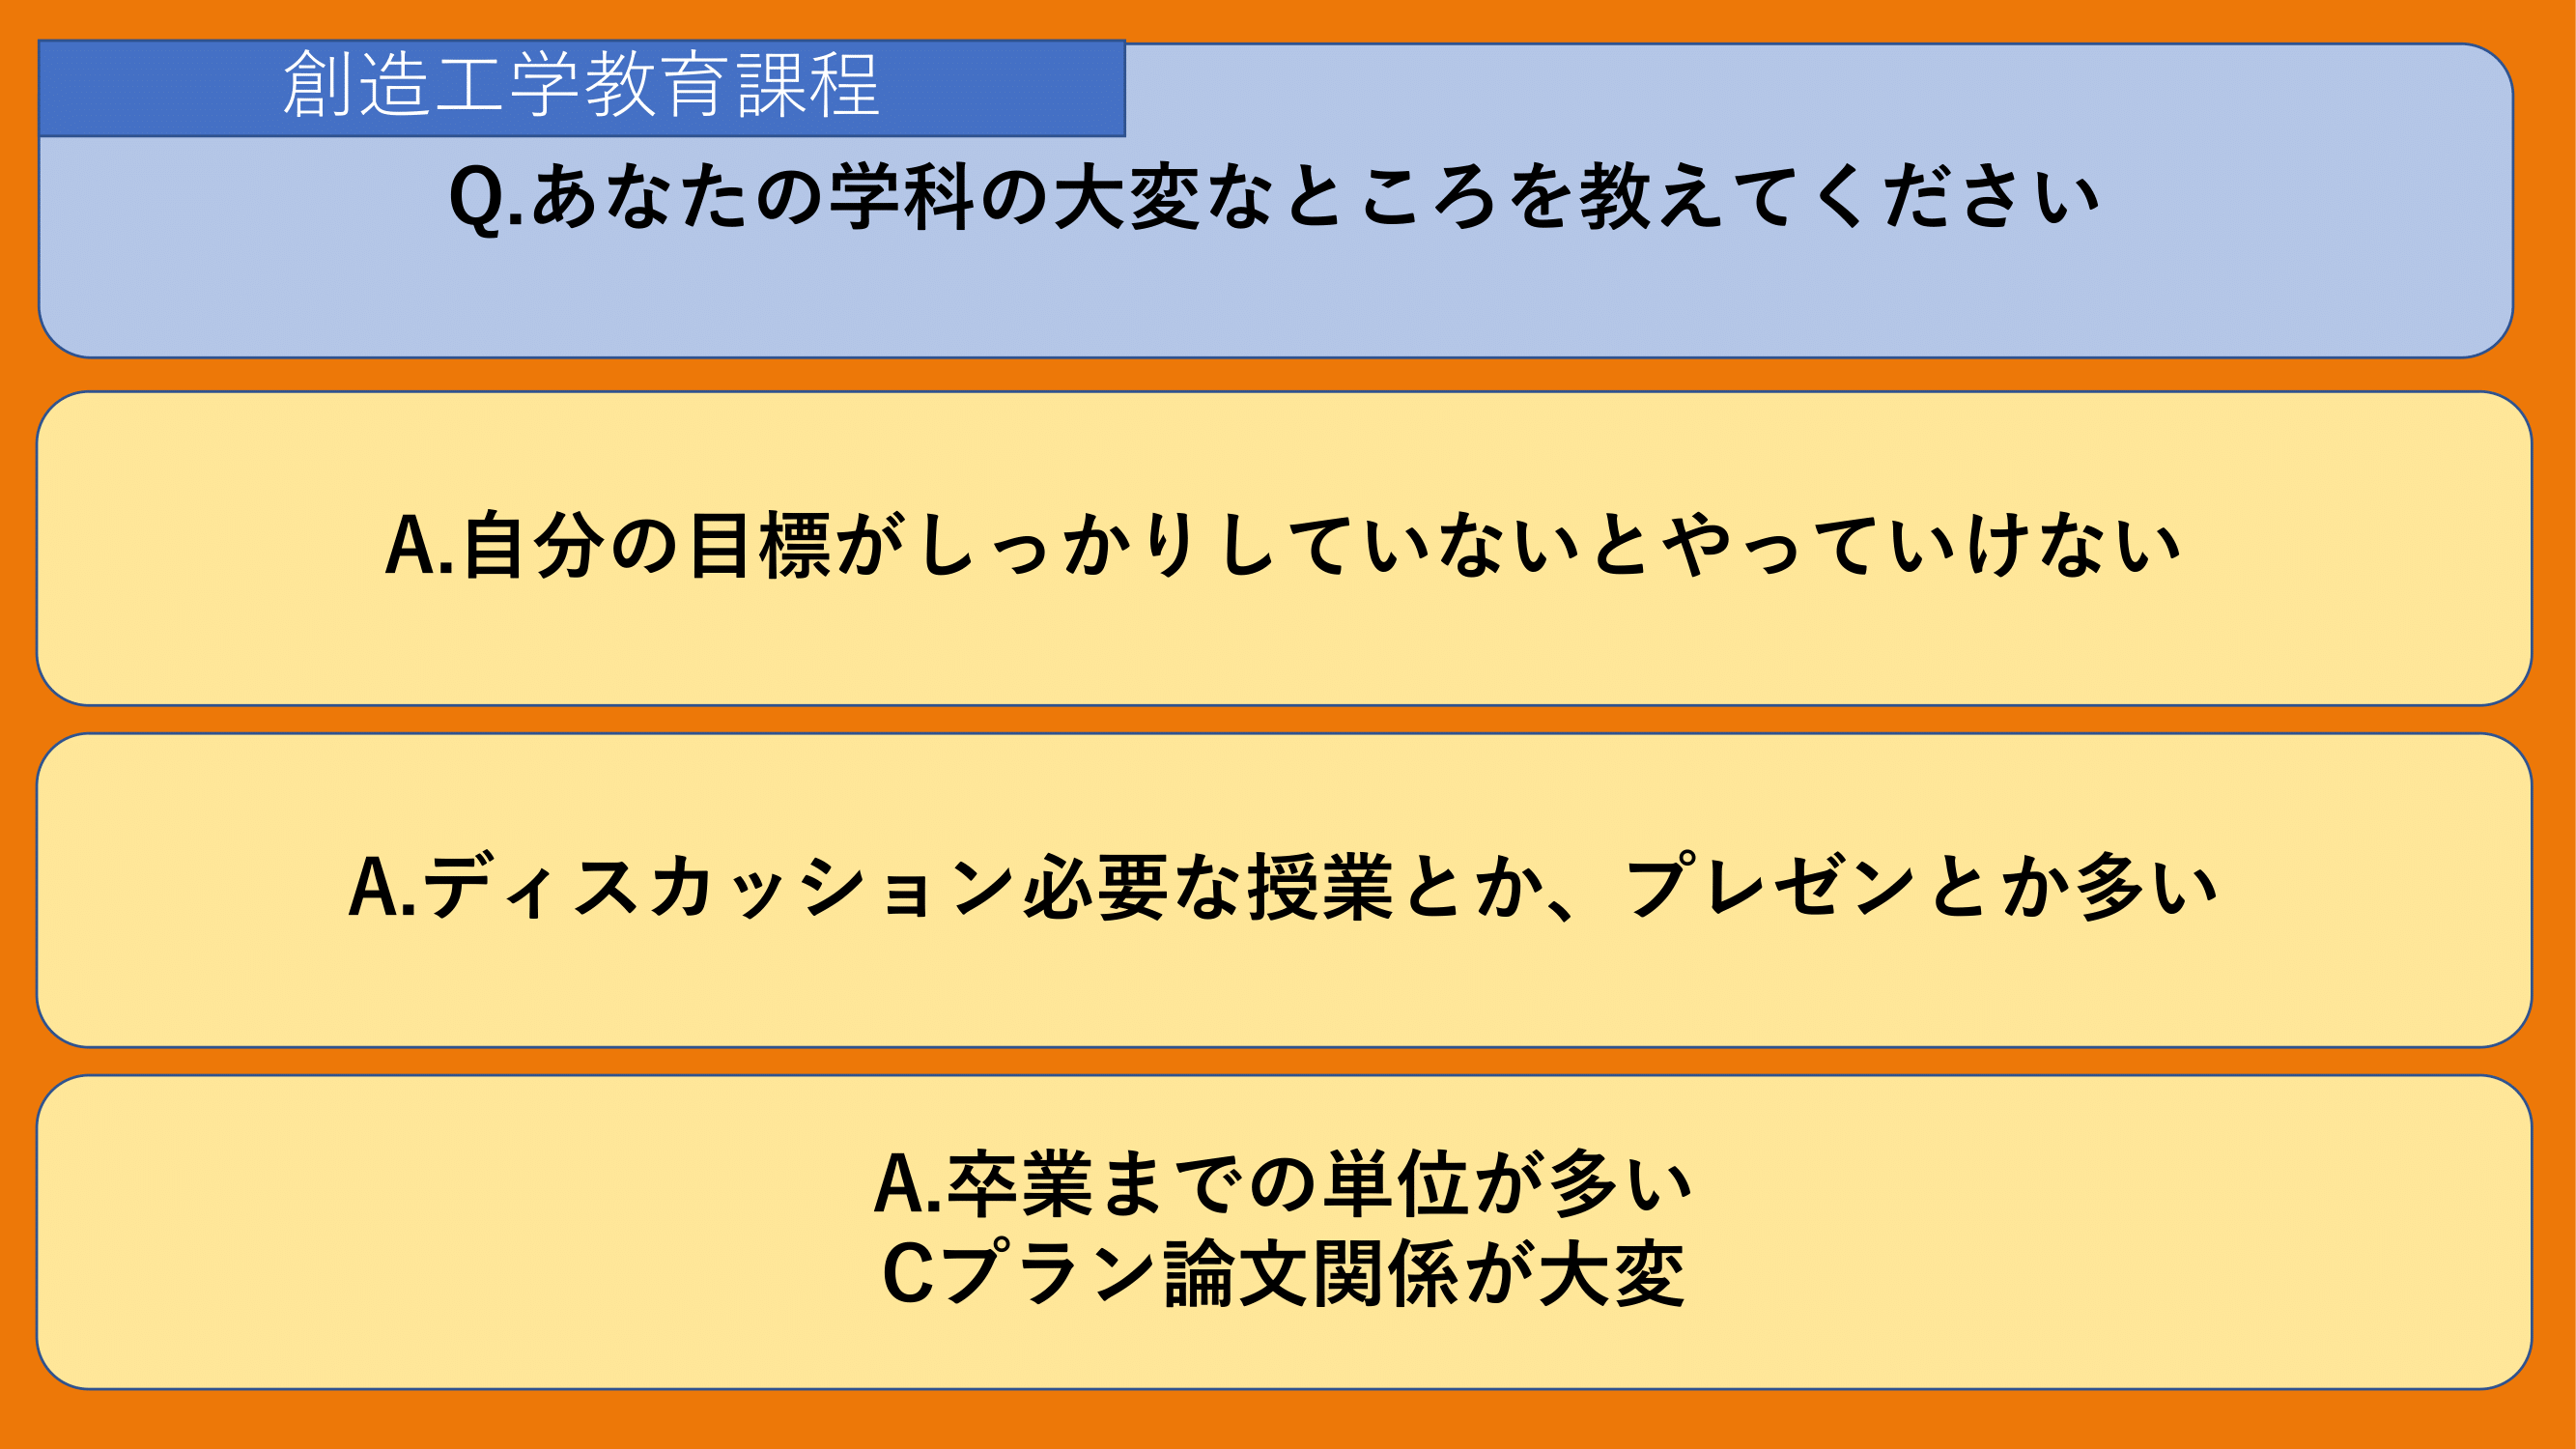 創造工学教育課程
Q.あなたの学科の大変なところを教えてください
A.自分の目標がしっかりしていないとやっていけない
A.ディスカッション必要な授業とか、プレゼンとか多い
A.卒業までの単位が多い
Cプラン論文関係が大変